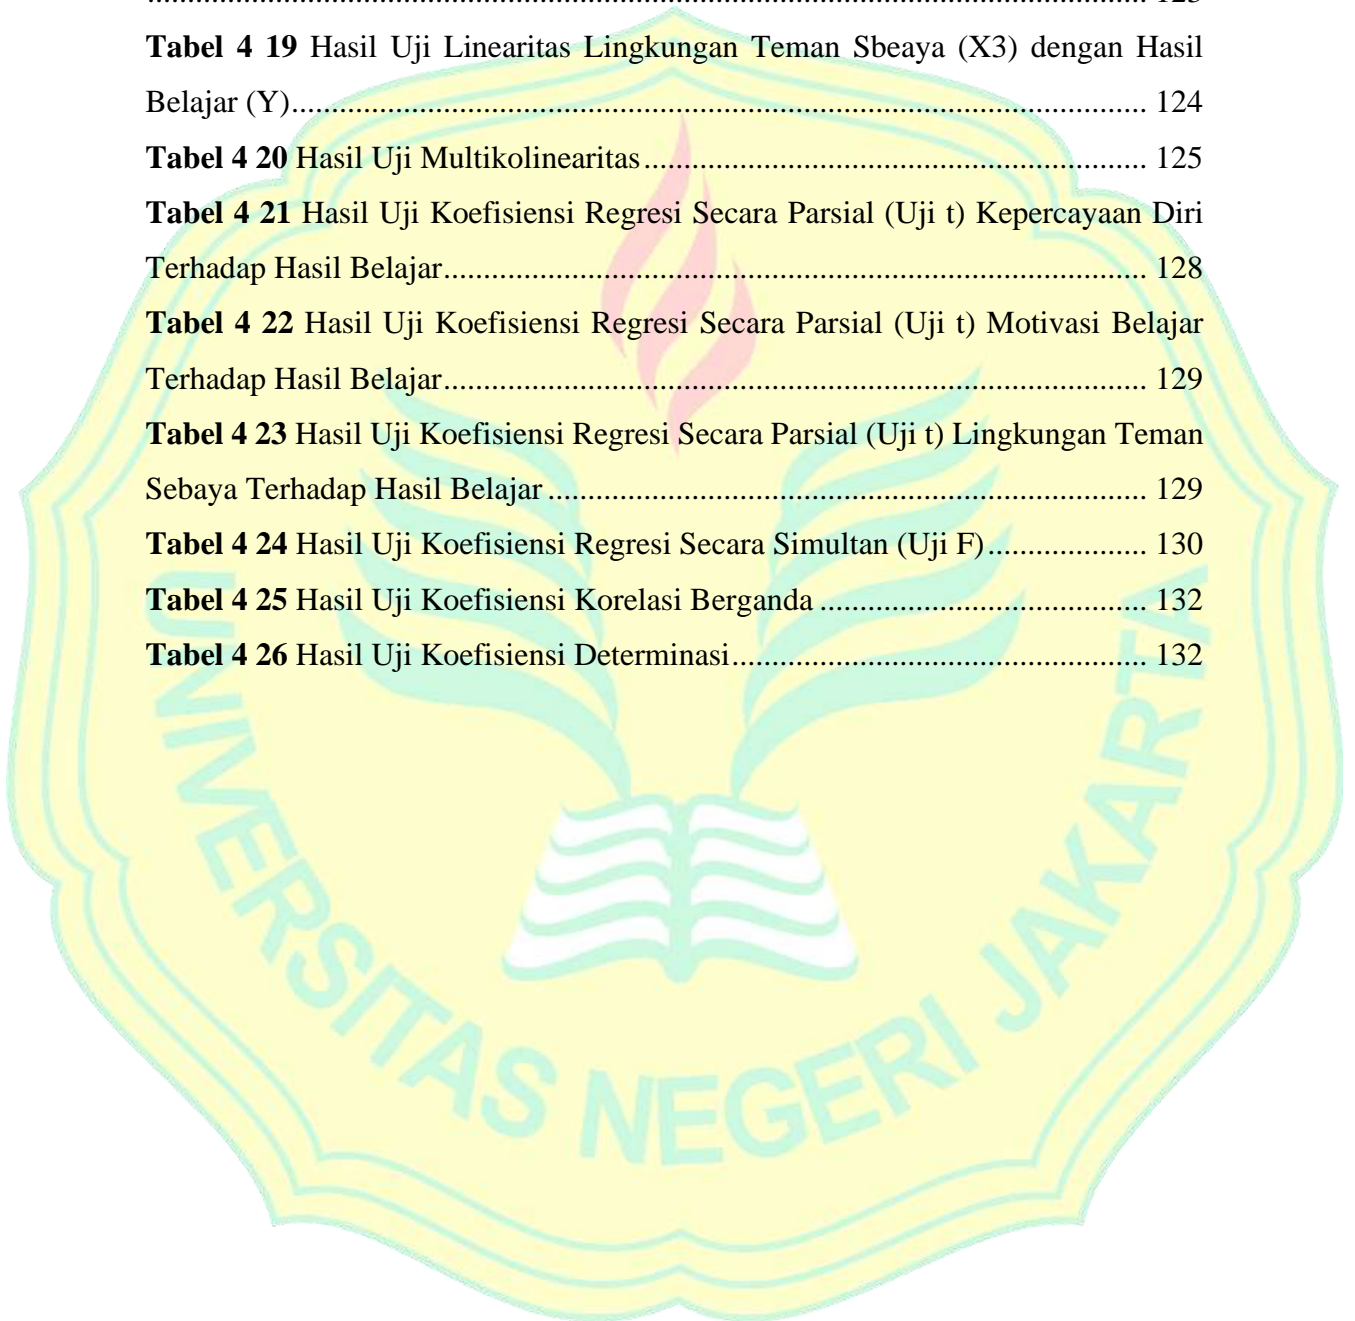 Tabel 4 19 Hasil Uji Linearitas Lingkungan Teman Sbeaya (X3) dengan Hasil
Belajar (Y)............................................................ 124
Tabel 4 20 Hasil Uji Multikolinearitas............................................................ 125
Tabel 4 21 Hasil Uji Koefisiensi Regresi Secara Parsial (Uji t) Kepercayaan Diri
Terhadap Hasil Belajar............................................................ 128
Tabel 4 22 Hasil Uji Koefisiensi Regresi Secara Parsial (Uji t) Motivasi Belajar
Terhadap Hasil Belajar............................................................ 129
Tabel 4 23 Hasil Uji Koefisiensi Regresi Secara Parsial (Uji t) Lingkungan Teman
Sebaya Terhadap Hasil Belajar............................................................ 129
Tabel 4 24 Hasil Uji Koefisiensi Regresi Secara Simultan (Uji F).................... 130
Tabel 4 25 Hasil Uji Koefisiensi Korelasi Berganda........................................ 132
Tabel 4 26 Hasil Uji Koefisiensi Determinasi.................................................... 132
UNIVERSITAS NEGERI JAKARTA